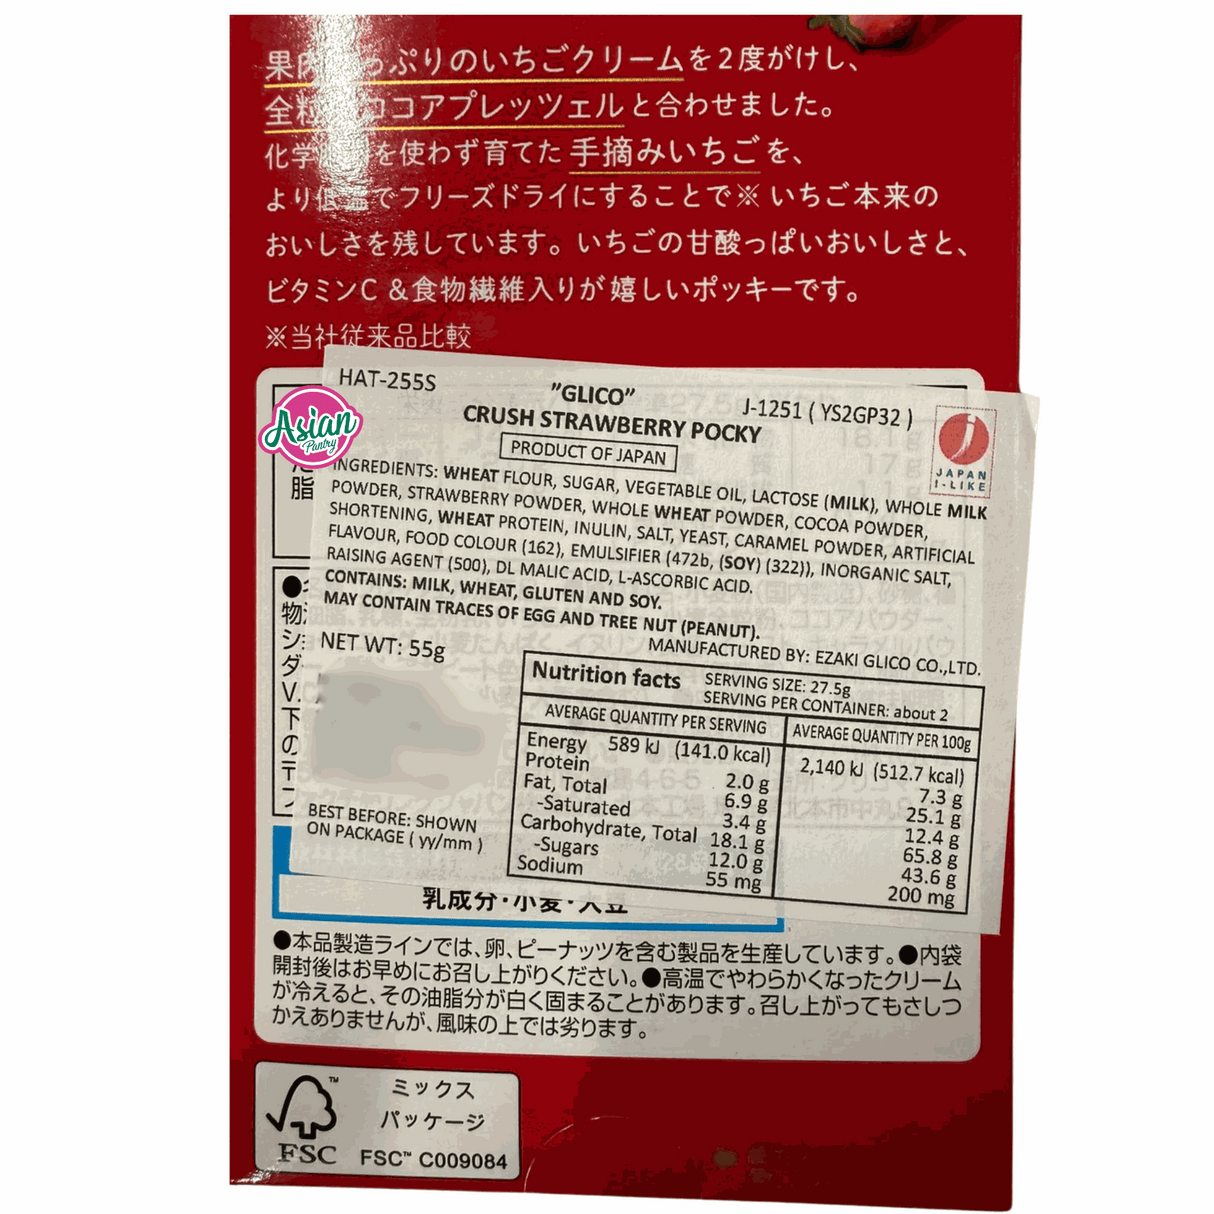 ぷりのいちごクリームを2度がけし、
ココアプレッツェルと合わせました。
を使わず育てた手摘みいちごを、
でフリーズドライにすることで※いちご本来の
おいしさを残しています。いちごの甘酸っぱいおいしさと、
ビタミンC&食物繊維入りが嬉しいポッキーです。
※当社従来品比較
HAT-255S
"GLICO"
J-1251 ( YS2GP32 )
CRUSH STRAWBERRY POCKY
PRODUCT OF JAPAN
JAPAN
I-LIKE
Asian
Pantry
INGREDIENTS: WHEAT FLOUR, SUGAR, VEGETABLE OIL, LACTOSE (MILK), WHOLE MILK
POWDER, STRAWBERRY POWDER, WHOLE WHEAT POWDER, COCOA POWDER,
SHORTENING, WHEAT PROTEIN, INULIN, SALT, YEAST, CARAMEL POWDER, ARTIFICIAL
FLAVOUR, FOOD COLOUR (162), EMULSIFIER (472b, (SOY) (322)), INORGANIC SALT,
RAISING AGENT (500), DL MALIC ACID, L-ASCORBIC ACID.
CONTAINS: MILK, WHEAT, GLUTEN AND SOY.
MAY CONTAIN TRACES OF EGG AND TREE NUT (PEANUT).
MANUFACTURED BY: EZAKI GLICO CO.,LTD.
NET WT: 55g
Nutrition facts
SERVING SIZE: 27.5g
SERVING PER CONTAINER: about 2
AVERAGE QUANTITY PER SERVING AVERAGE QUANTITY PER 100g
Energy 589 kJ (141.0 kcal) 2,140 kJ (512.7 kcal)
Protein 2.0 g 7.3 g
Fat, Total 6.9 g 25.1 g
-Saturated 3.4 g 12.4 g
Carbohydrate, Total 18.1 g 65.8 g
-Sugars 12.0 g 43.6 g
Sodium 55 mg 200 mg
BEST BEFORE: SHOWN
ON PACKAGE ( yy/mm )
乳成分・小麦・大豆
●本品製造ラインでは、卵、ピーナッツを含む製品を生産しています。●内袋
開封後はお早めにお召し上がりください。●高温でやわらかくなったクリーム
が冷えると、その油脂分が白く固まることがあります。召し上がってもさしつ
かえありませんが、風味の上では劣ります。
ミックス
パッケージ
FSC
FSC™ C009084